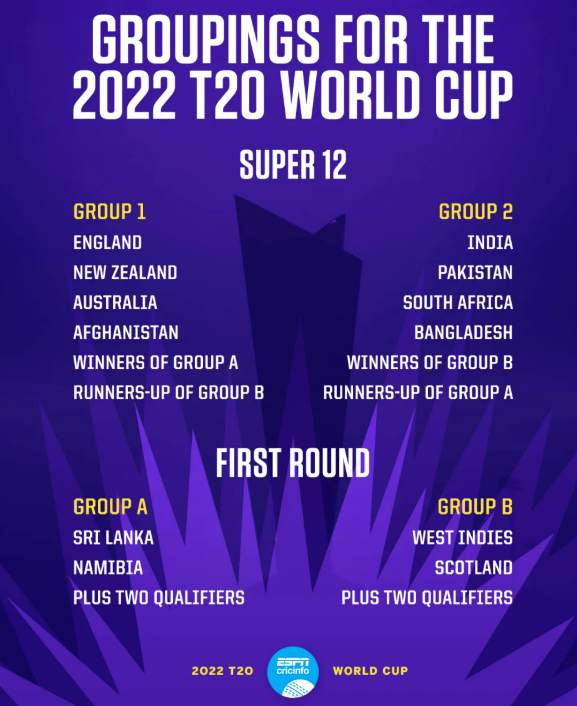 GROUPINGS FOR THE
2022 T20 WORLD CUP
SUPER 12
GROUP 1
ENGLAND
NEW ZEALAND
AUSTRALIA
AFGHANISTAN
WINNERS OF GROUP A
RUNNERS-UP OF GROUP B
GROUP 2
INDIA
PAKISTAN
SOUTH AFRICA
BANGLADESH
WINNERS OF GROUP B
RUNNERS-UP OF GROUP A
FIRST ROUND
GROUP A
SRI LANKA
NAMIBIA
PLUS TWO QUALIFIERS
GROUP B
WEST INDIES
SCOTLAND
PLUS TWO QUALIFIERS
2022 T20
ESPN
cricinfo
WORLD CUP